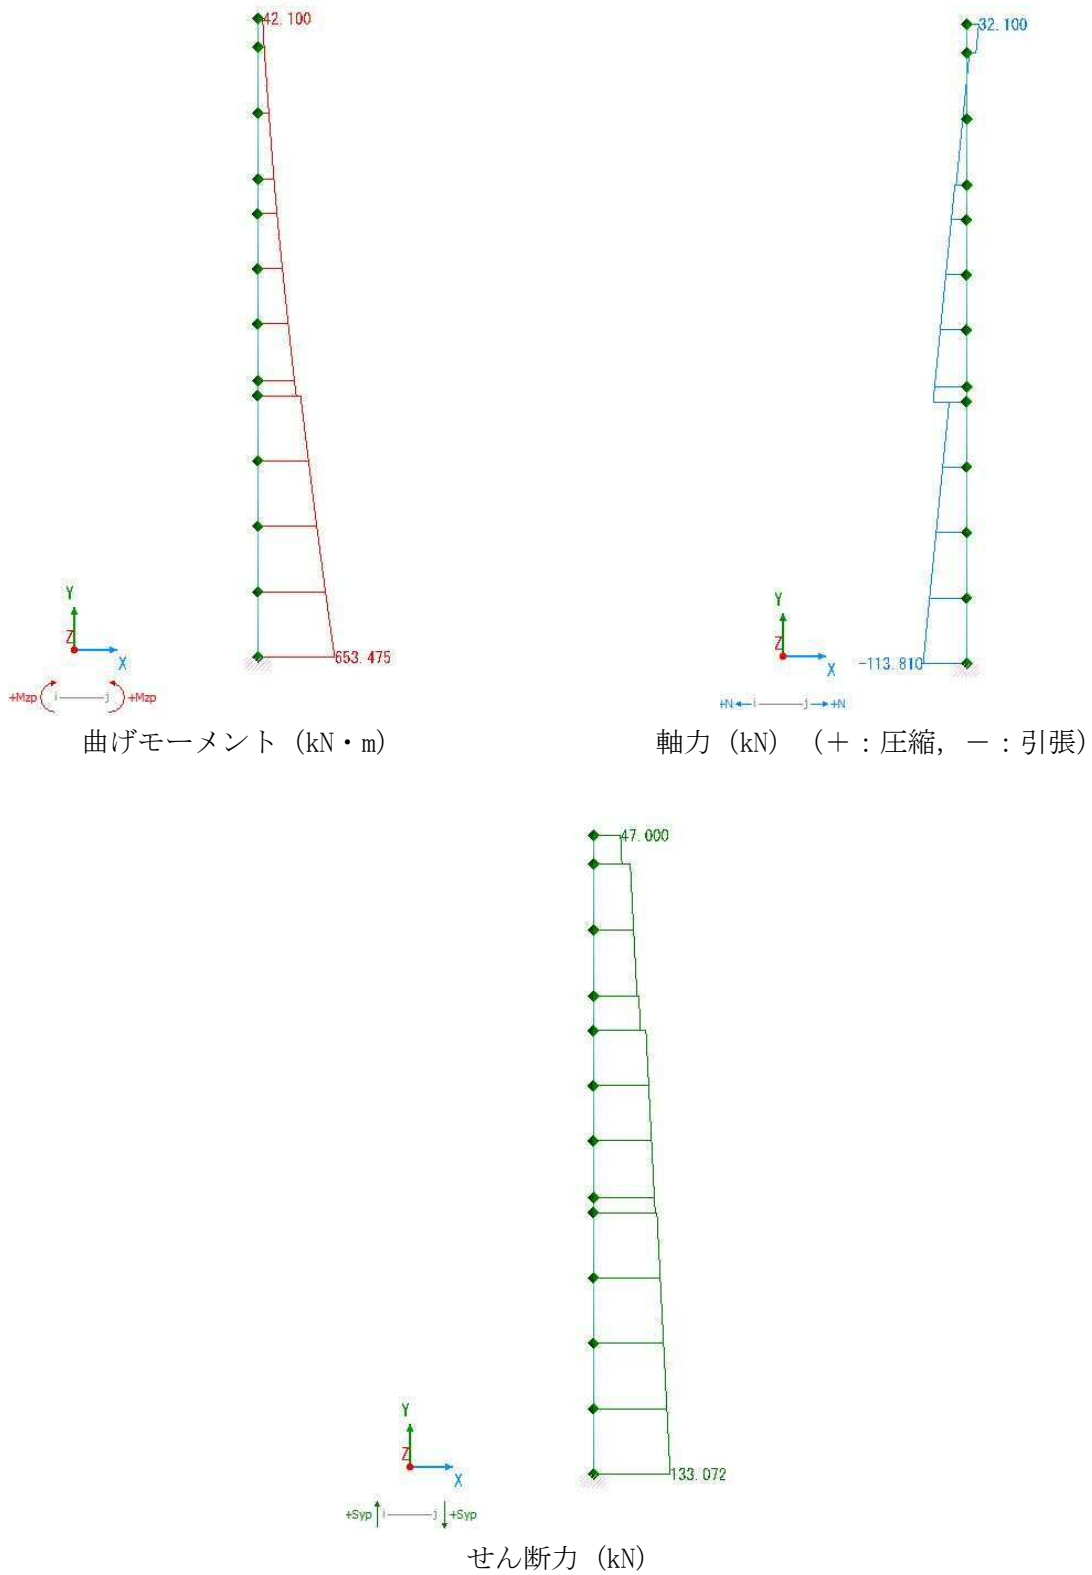 42.100
653.475
Y
Z
X
+Mzp i j +Mzp
曲げモーメント (kN・m)
32.100
-113.810
Y
Z
X
+N i j +N
軸力 (kN) (＋：圧縮, －：引張)
47.000
133.072
Y
Z
X
+Syp i j +Syp
せん断力 (kN)